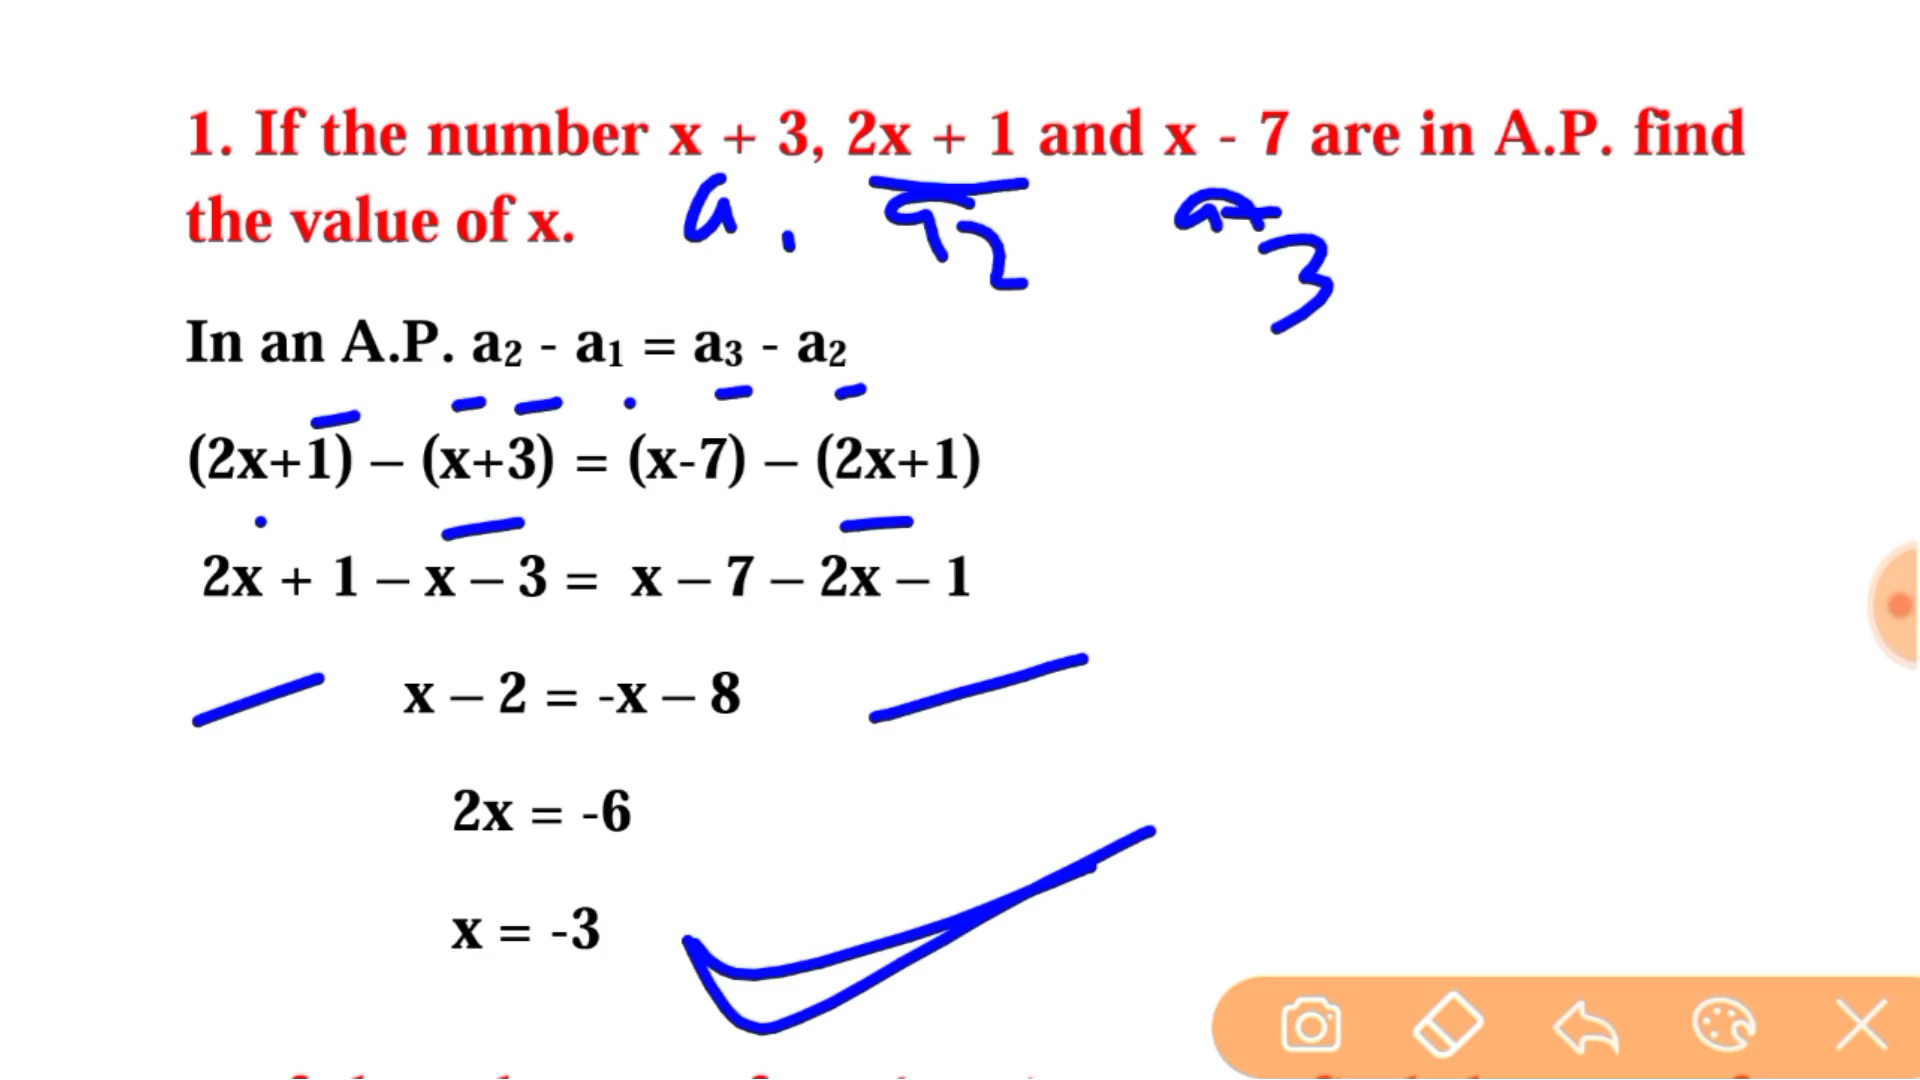 1. If the number x + 3, 2x + 1 and x - 7 are in A.P. find
the value of x.
a . a2 a3
In an A.P. a₂ - a₁ = a₃ - a₂
(2x+1) – (x+3) = (x-7) – (2x+1)
2x + 1 – x – 3 = x – 7 – 2x – 1
x – 2 = -x – 8
2x = -6
x = -3